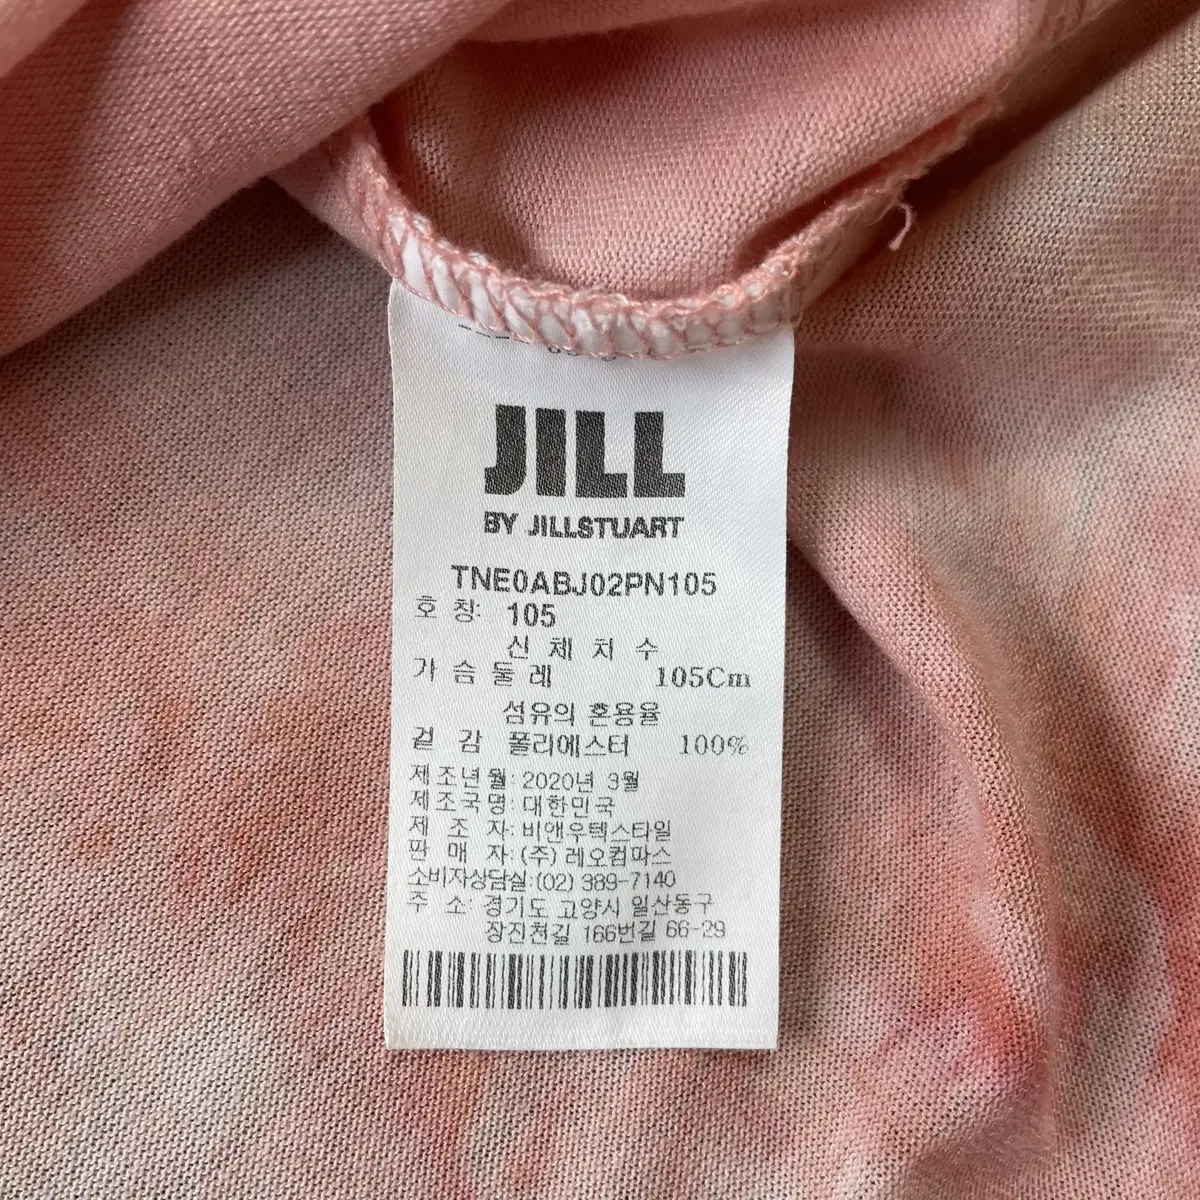 JILL
BY JILLSTUART
TNE0ABJ02PN105
호 칭: 105
신 체 치 수
가 슴 둘 레 105Cm
섬유의 혼용율
겉 감 폴리에스터 100%
제조년월: 2020년 3월
제조국명: 대한민국
제 조 자: 비앤우텍스타일
판 매 자: (주) 레오컴파스
소비자상담실: (02) 389-7140
주 소: 경기도 고양시 일산동구
장진천길 166번길 66-29